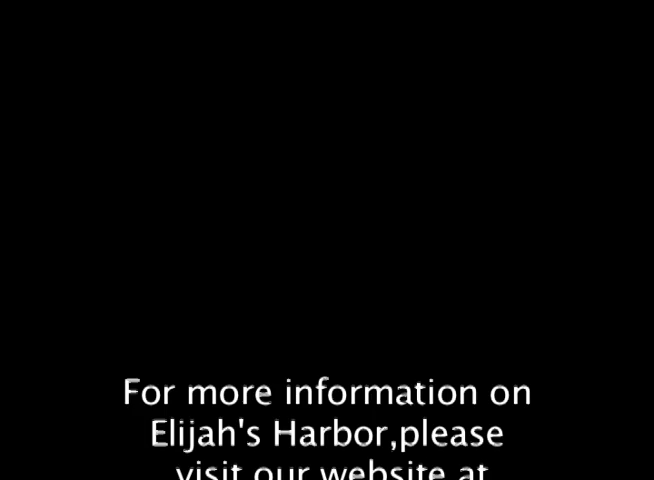 For more information on
Elijah's Harbor,please
visit our website at